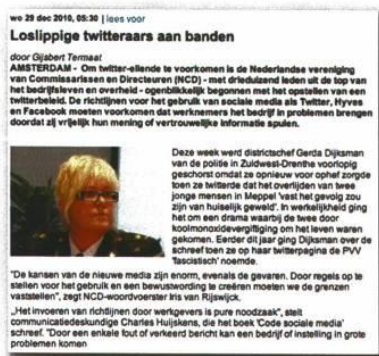 wo 29 dec 2010, 05:30 | lees voor
Loslippige twitteraars aan banden
door Gijsbert Termaat
AMSTERDAM - Om twitter-ellende te voorkomen is de Nederlandse vereniging
van Commissarissen en Directeuren (NCD) - met drieduizend leden uit de top van
het bedrijfsleven en overheid - ogenblikkelijk begonnen met het opstellen van een
twitterbeleid. De richtlijnen voor het gebruik van sociale media als Twitter, Hyves
en Facebook moeten voorkomen dat werknemers het bedrijf in problemen brengen
doordat zij vrijelijk hun mening of vertrouwelijke informatie spuien.
Deze week werd districtschef Gerda Dijksman
van de politie in Zuidwest-Drenthe voorlopig
geschorst omdat ze opnieuw voor ophef zorgde
toen ze twitterde dat het overlijden van twee
jonge mensen in Meppel 'vast het gevolg zou
zijn van huiselijk geweld'. In werkelijkheid ging
het om een drama waarbij de twee door
koolmonoxidevergiftiging om het leven waren
gekomen. Eerder dit jaar ging Dijksman over de
schreef toen ze op haar twitterpagina de PVV
'fascistisch' noemde.
"De kansen van de nieuwe media zijn enorm, evenals de gevaren. Door regels op te
stellen voor het gebruik en een bewustwording te creëren moeten we de grenzen
vaststellen", zegt NCD-woordvoerster Iris van Rijswijck.
„Het invoeren van richtlijnen door werkgevers is pure noodzaak", stelt
communicatiedeskundige Charles Huijskens, die het boek 'Code sociale media'
schreef. "Door een enkele fout of verkeerd bericht kan een bedrijf of instelling in grote
problemen komen